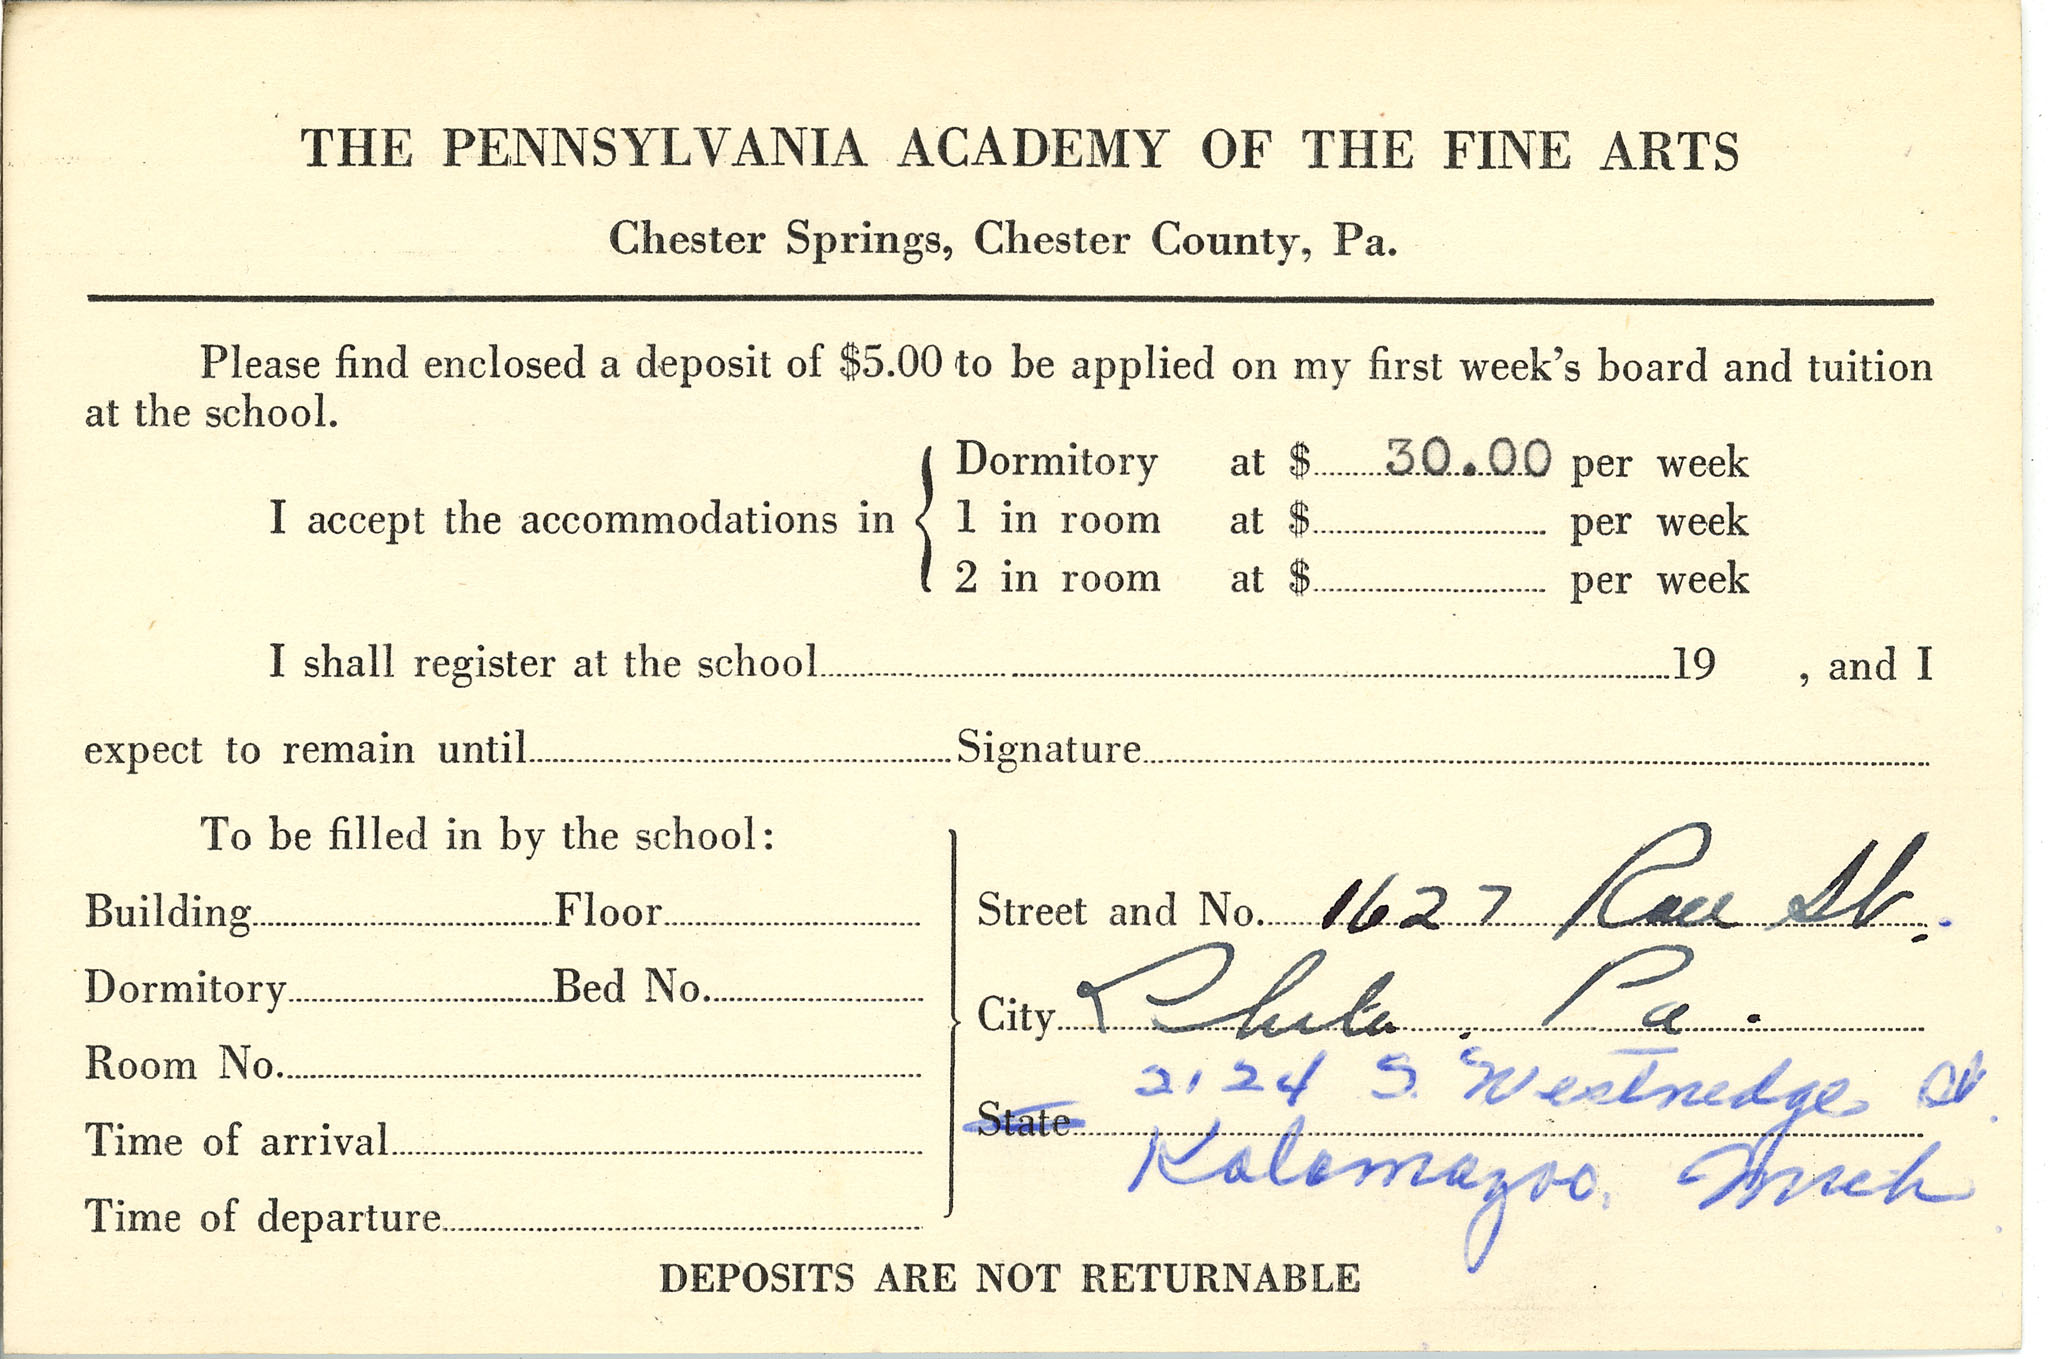 THE PENNSYLVANIA ACADEMY OF THE FINE ARTS
Chester Springs, Chester County, Pa.
Please find enclosed a deposit of $5.00 to be applied on my first week's board and tuition
at the school.
I accept the accommodations in { Dormitory at $ 30.00 per week
1 in room at $ per week
2 in room at $ per week
I shall register at the school 19 , and I
expect to remain until Signature
To be filled in by the school:
Building Floor
Dormitory Bed No.
Room No.
Time of arrival
Time of departure
Street and No. 1627 Race St.
City Phila. Pa.
State 2124 S. Westnedge St.
Kalamazoo, Mich
DEPOSITS ARE NOT RETURNABLE